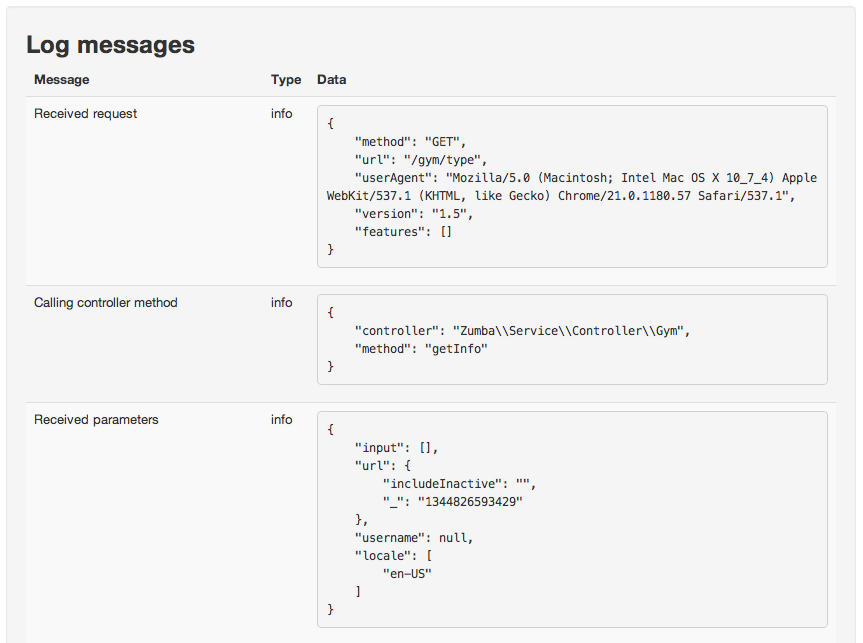 Log messages
Message Type Data
Received request info
{
    "method": "GET",
    "url": "/gym/type",
    "userAgent": "Mozilla/5.0 (Macintosh; Intel Mac OS X 10_7_4) Apple
WebKit/537.1 (KHTML, like Gecko) Chrome/21.0.1180.57 Safari/537.1",
    "version": "1.5",
    "features": []
}
Calling controller method info
{
    "controller": "Zumba\\Service\\Controller\\Gym",
    "method": "getInfo"
}
Received parameters info
{
    "input": [],
    "url": {
        "includeInactive": "",
        "_": "1344826593429"
    },
    "username": null,
    "locale": [
        "en-US"
    ]
}